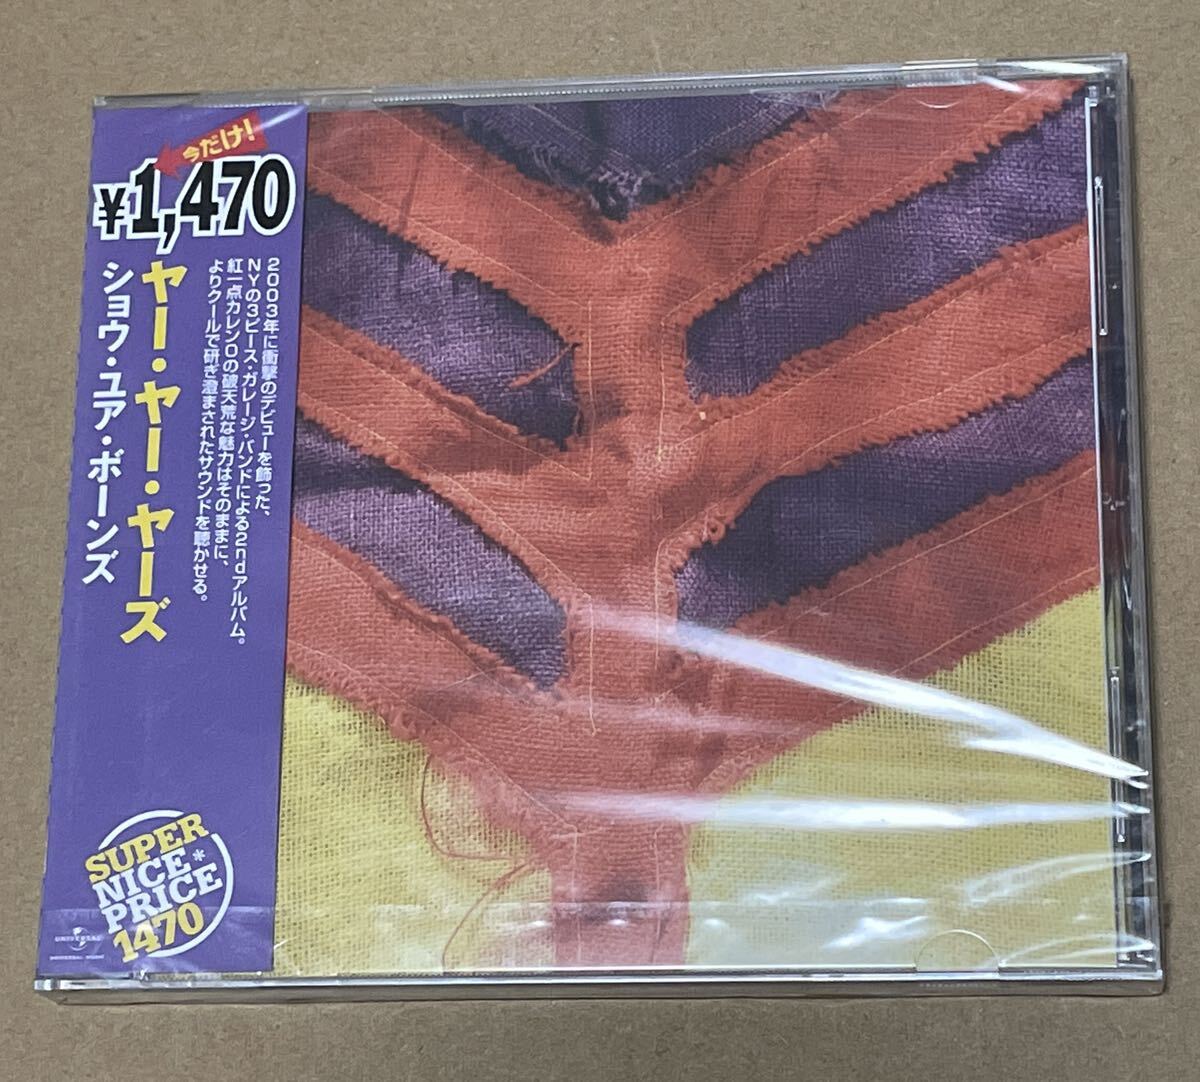 今だけ!
¥1,470
ヤー・ヤー・ヤーズ
ショウ・ユア・ボーンズ
2003年に衝撃のデビューを飾った、
NYの3ピース・ガレージ・バンドによる2ndアルバム。
紅一点カレンOの破天荒な魅力はそのままに、
よりクールで研ぎ澄まされたサウンドを聴かせる。
SUPER
NICE*
PRICE
1470
UNIVERSAL
UNIVERSAL MUSIC